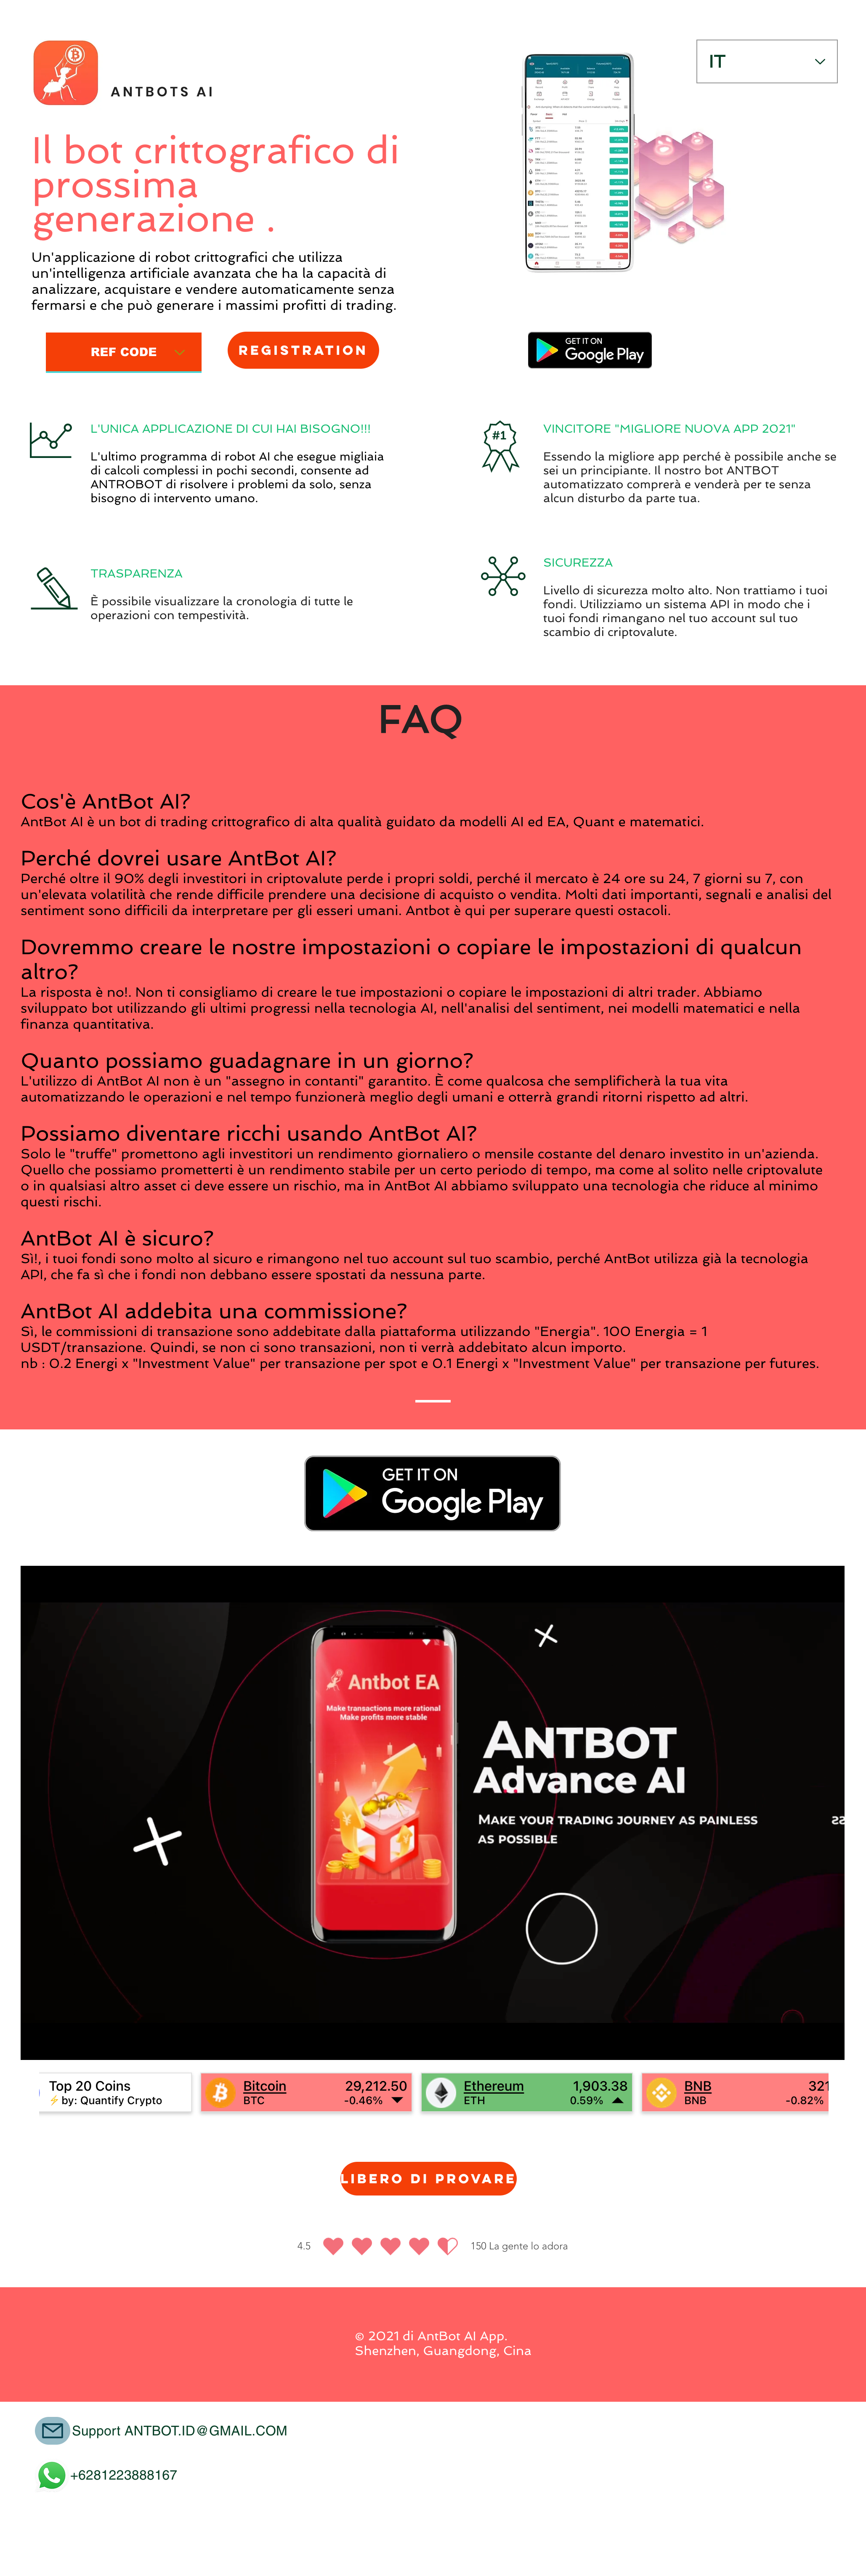 IT
ANTBOTS AI
Il bot crittografico di
prossima
generazione .
Un'applicazione di robot crittografici che utilizza
un'intelligenza artificiale avanzata che ha la capacità di
analizzare, acquistare e vendere automaticamente senza
fermarsi e che può generare i massimi profitti di trading.
REF CODE
REGISTRATION
GET IT ON
Google Play
L'UNICA APPLICAZIONE DI CUI HAI BISOGNO!!!
L'ultimo programma di robot AI che esegue migliaia
di calcoli complessi in pochi secondi, consente ad
ANTROBOT di risolvere i problemi da solo, senza
bisogno di intervento umano.
#1
VINCITORE "MIGLIORE NUOVA APP 2021"
Essendo la migliore app perché è possibile anche se
sei un principiante. Il nostro bot ANTBOT
automatizzato comprerà e venderà per te senza
alcun disturbo da parte tua.
TRASPARENZA
È possibile visualizzare la cronologia di tutte le
operazioni con tempestività.
SICUREZZA
Livello di sicurezza molto alto. Non trattiamo i tuoi
fondi. Utilizziamo un sistema API in modo che i
tuoi fondi rimangano nel tuo account sul tuo
scambio di criptovalute.
FAQ
Cos'è AntBot AI?
AntBot AI è un bot di trading crittografico di alta qualità guidato da modelli AI ed EA, Quant e matematici.
Perché dovrei usare AntBot AI?
Perché oltre il 90% degli investitori in criptovalute perde i propri soldi, perché il mercato è 24 ore su 24, 7 giorni su 7, con
un'elevata volatilità che rende difficile prendere una decisione di acquisto o vendita. Molti dati importanti, segnali e analisi del
sentiment sono difficili da interpretare per gli esseri umani. Antbot è qui per superare questi ostacoli.
Dovremmo creare le nostre impostazioni o copiare le impostazioni di qualcun
altro?
La risposta è no!. Non ti consigliamo di creare le tue impostazioni o copiare le impostazioni di altri trader. Abbiamo
sviluppato bot utilizzando gli ultimi progressi nella tecnologia AI, nell'analisi del sentiment, nei modelli matematici e nella
finanza quantitativa.
Quanto possiamo guadagnare in un giorno?
L'utilizzo di AntBot AI non è un "assegno in contanti" garantito. È come qualcosa che semplificherà la tua vita
automatizzando le operazioni e nel tempo funzionerà meglio degli umani e otterrà grandi ritorni rispetto ad altri.
Possiamo diventare ricchi usando AntBot AI?
Solo le "truffe" promettono agli investitori un rendimento giornaliero o mensile costante del denaro investito in un'azienda.
Quello che possiamo prometterti è un rendimento stabile per un certo periodo di tempo, ma come al solito nelle criptovalute
o in qualsiasi altro asset ci deve essere un rischio, ma in AntBot AI abbiamo sviluppato una tecnologia che riduce al minimo
questi rischi.
AntBot AI è sicuro?
Sì!, i tuoi fondi sono molto al sicuro e rimangono nel tuo account sul tuo scambio, perché AntBot utilizza già la tecnologia
API, che fa sì che i fondi non debbano essere spostati da nessuna parte.
AntBot AI addebita una commissione?
Sì, le commissioni di transazione sono addebitate dalla piattaforma utilizzando "Energia". 100 Energia = 1
USDT/transazione. Quindi, se non ci sono transazioni, non ti verrà addebitato alcun importo.
nb : 0.2 Energi x "Investment Value" per transazione per spot e 0.1 Energi x "Investment Value" per transazione per futures.
GET IT ON
Google Play
Antbot EA
Make transactions more rational
Make profits more stable
ANTBOT
Advance AI
MAKE YOUR TRADING JOURNEY AS PAINLESS
AS POSSIBLE
Top 20 Coins
⚡ by: Quantify Crypto
Bitcoin 29,212.50
BTC -0.46%
Ethereum 1,903.38
ETH 0.59%
BNB 321
BNB -0.82%
LIBERO DI PROVARE
4.5 150 La gente lo adora
© 2021 di AntBot AI App.
Shenzhen, Guangdong, Cina
Support ANTBOT.ID@GMAIL.COM
+6281223888167